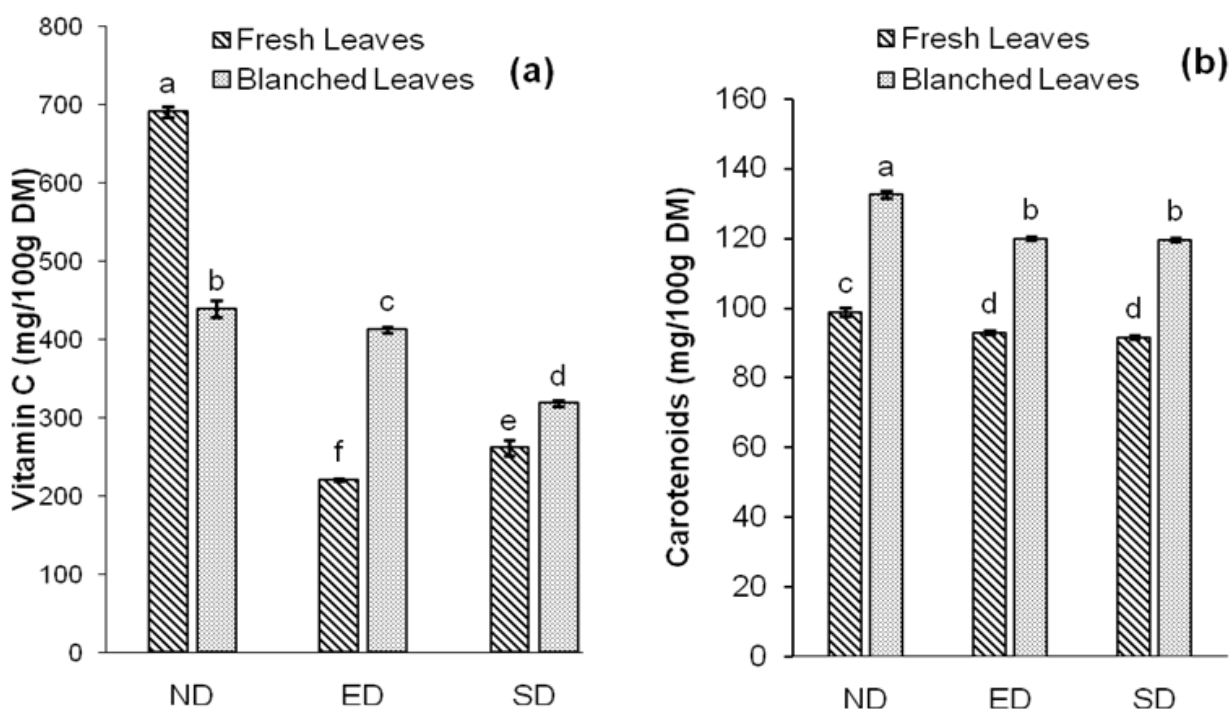 800
700
600
500
400
300
200
100
0
Vitamin C (mg/100g DM)
Fresh Leaves
Blanched Leaves
(a)
a
b
f
c
e
d
ND ED SD
Fresh Leaves
Blanched Leaves
(b)
160
140
120
100
80
60
40
20
0
Carotenoids (mg/100g DM)
c
a
d
b
d
b
ND ED SD